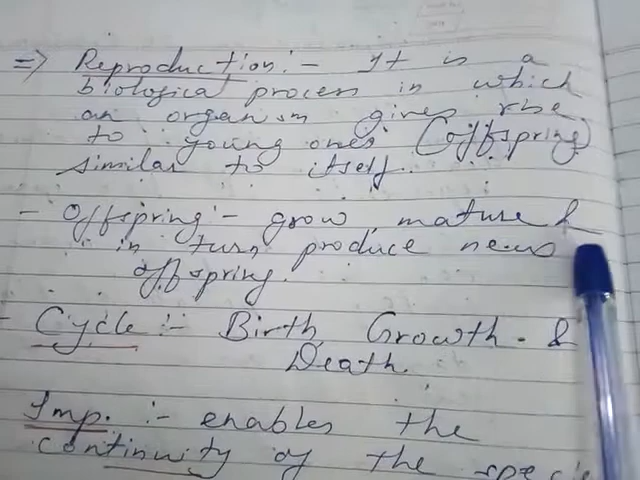 => Reproduction :- It is a
biological process in which
an organism gives rise
to young ones (offspring)
similar to itself.
- Offspring :- grow, mature &
in turn produce new
offspring.
- Cycle :- Birth, Growth. &
Death.
Imp. :- enables the
continuity of the